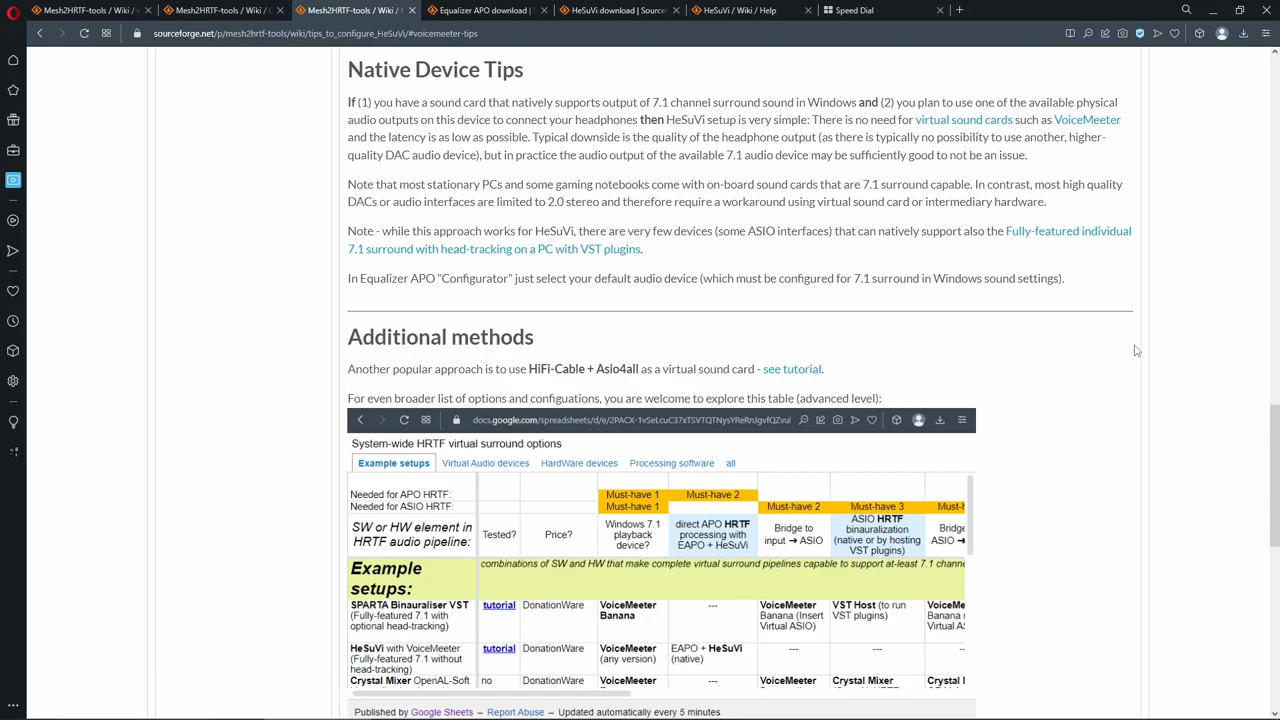 Mesh2HRTF-tools / Wiki /
Mesh2HRTF-tools / Wiki /
Mesh2HRTF-tools / Wiki / 
Equalizer APO download |
HeSuVi download | Source
HeSuVi / Wiki / Help
Speed Dial
sourceforge.net/p/mesh2hrtf-tools/wiki/tips_to_configure_HeSuVi/#voicemeeter-tips
Native Device Tips
If (1) you have a sound card that natively supports output of 7.1 channel surround sound in Windows and (2) you plan to use one of the available physical
audio outputs on this device to connect your headphones then HeSuVi setup is very simple: There is no need for virtual sound cards such as VoiceMeeter
and the latency is as low as possible. Typical downside is the quality of the headphone output (as there is typically no possibility to use another, higher-
quality DAC audio device), but in practice the audio output of the available 7.1 audio device may be sufficiently good to not be an issue.
Note that most stationary PCs and some gaming notebooks come with on-board sound cards that are 7.1 surround capable. In contrast, most high quality
DACs or audio interfaces are limited to 2.0 stereo and therefore require a workaround using virtual sound card or intermediary hardware.
Note - while this approach works for HeSuVi, there are very few devices (some ASIO interfaces) that can natively support also the Fully-featured individual
7.1 surround with head-tracking on a PC with VST plugins.
In Equalizer APO "Configurator" just select your default audio device (which must be configured for 7.1 surround in Windows sound settings).
Additional methods
Another popular approach is to use HiFi-Cable + Asio4all as a virtual sound card - see tutorial.
For even broader list of options and configuations, you are welcome to explore this table (advanced level):
docs.google.com/spreadsheets/d/e/2PACX-
System-wide HRTF virtual surround options
Example setups Virtual Audio devices HardWare devices Processing software all
Needed for APO HRTF: Must-have 1 Must-have 2
Needed for ASIO HRTF: Must-have 1 Must-have 2 Must-have 3 Must-h
SW or HW element in HRTF audio pipeline: Tested? Price? Windows 7.1 playback device? direct APO HRTF processing with EAPO + HeSuVi Bridge to input ➔ ASIO ASIO HRTF binauralization (native or by hosting VST plugins) Bridge ASIO ➔
Example setups: combinations of SW and HW that make complete virtual surround pipelines capable to support at-least 7.1 channe
SPARTA Binauraliser VST (Fully-featured 7.1 with optional head-tracking) tutorial DonationWare VoiceMeeter Banana --- VoiceMeeter Banana (Insert Virtual ASIO) VST Host (to run VST plugins) VoiceMe Banana ( Virtual AS
HeSuVi with VoiceMeeter (Fully-featured 7.1 without head-tracking) tutorial DonationWare VoiceMeeter (any version) EAPO + HeSuVi (native) --- --- --
Crystal Mixer OpenAL-Soft no DonationWare VoiceMeeter --- VoiceMeeter Crystal Mixer VoiceMe
Published by Google Sheets – Report Abuse – Updated automatically every 5 minutes